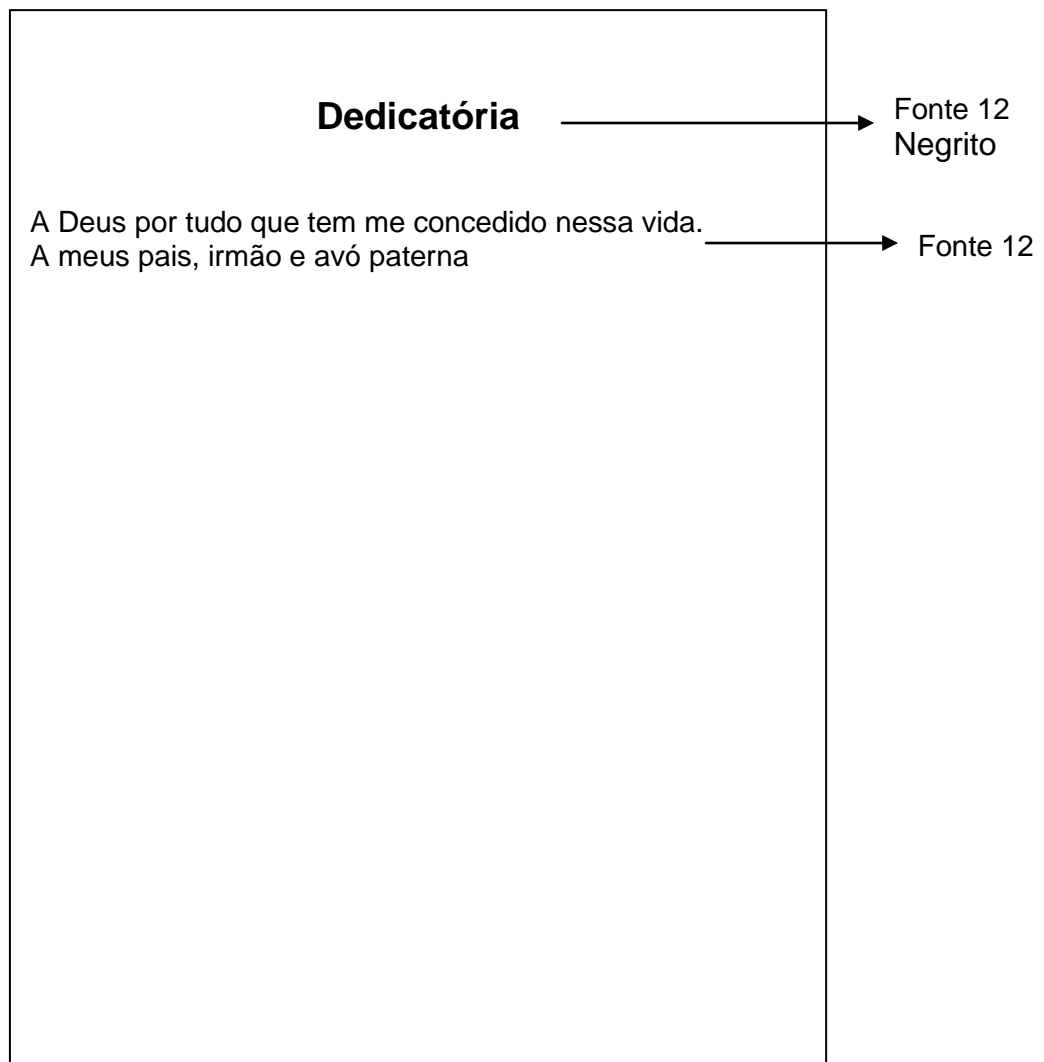 Dedicatória
Fonte 12
Negrito
A Deus por tudo que tem me concedido nessa vida.
A meus pais, irmão e avó paterna
Fonte 12